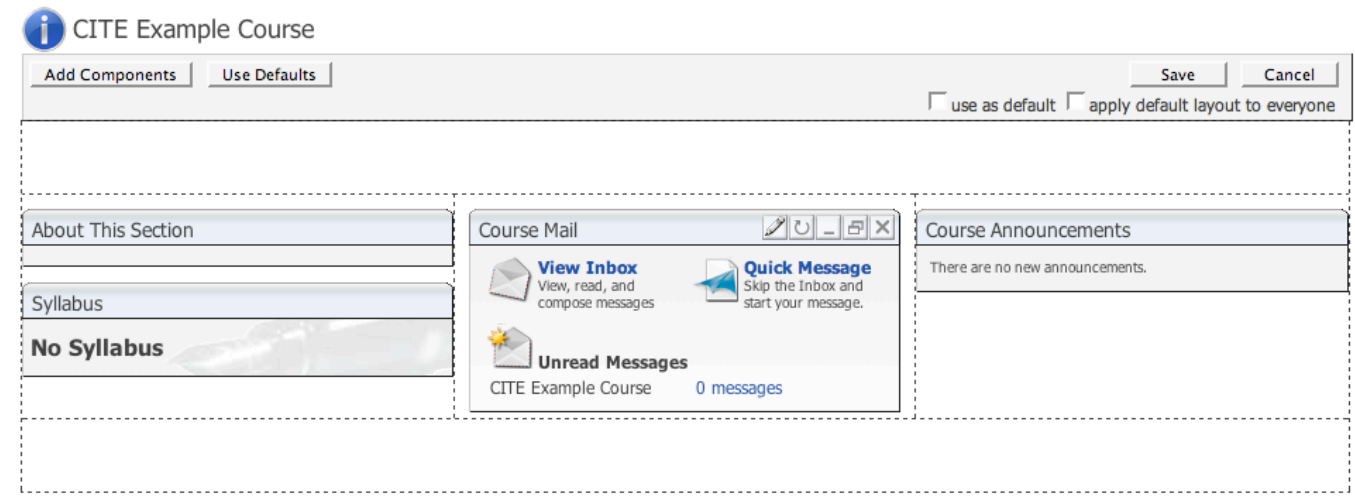 CITE Example Course
Add Components Use Defaults Save Cancel
use as default apply default layout to everyone
About This Section
Syllabus
No Syllabus
Course Mail
View Inbox
View, read, and
compose messages
Quick Message
Skip the Inbox and
start your message.
Unread Messages
CITE Example Course 0 messages
Course Announcements
There are no new announcements.